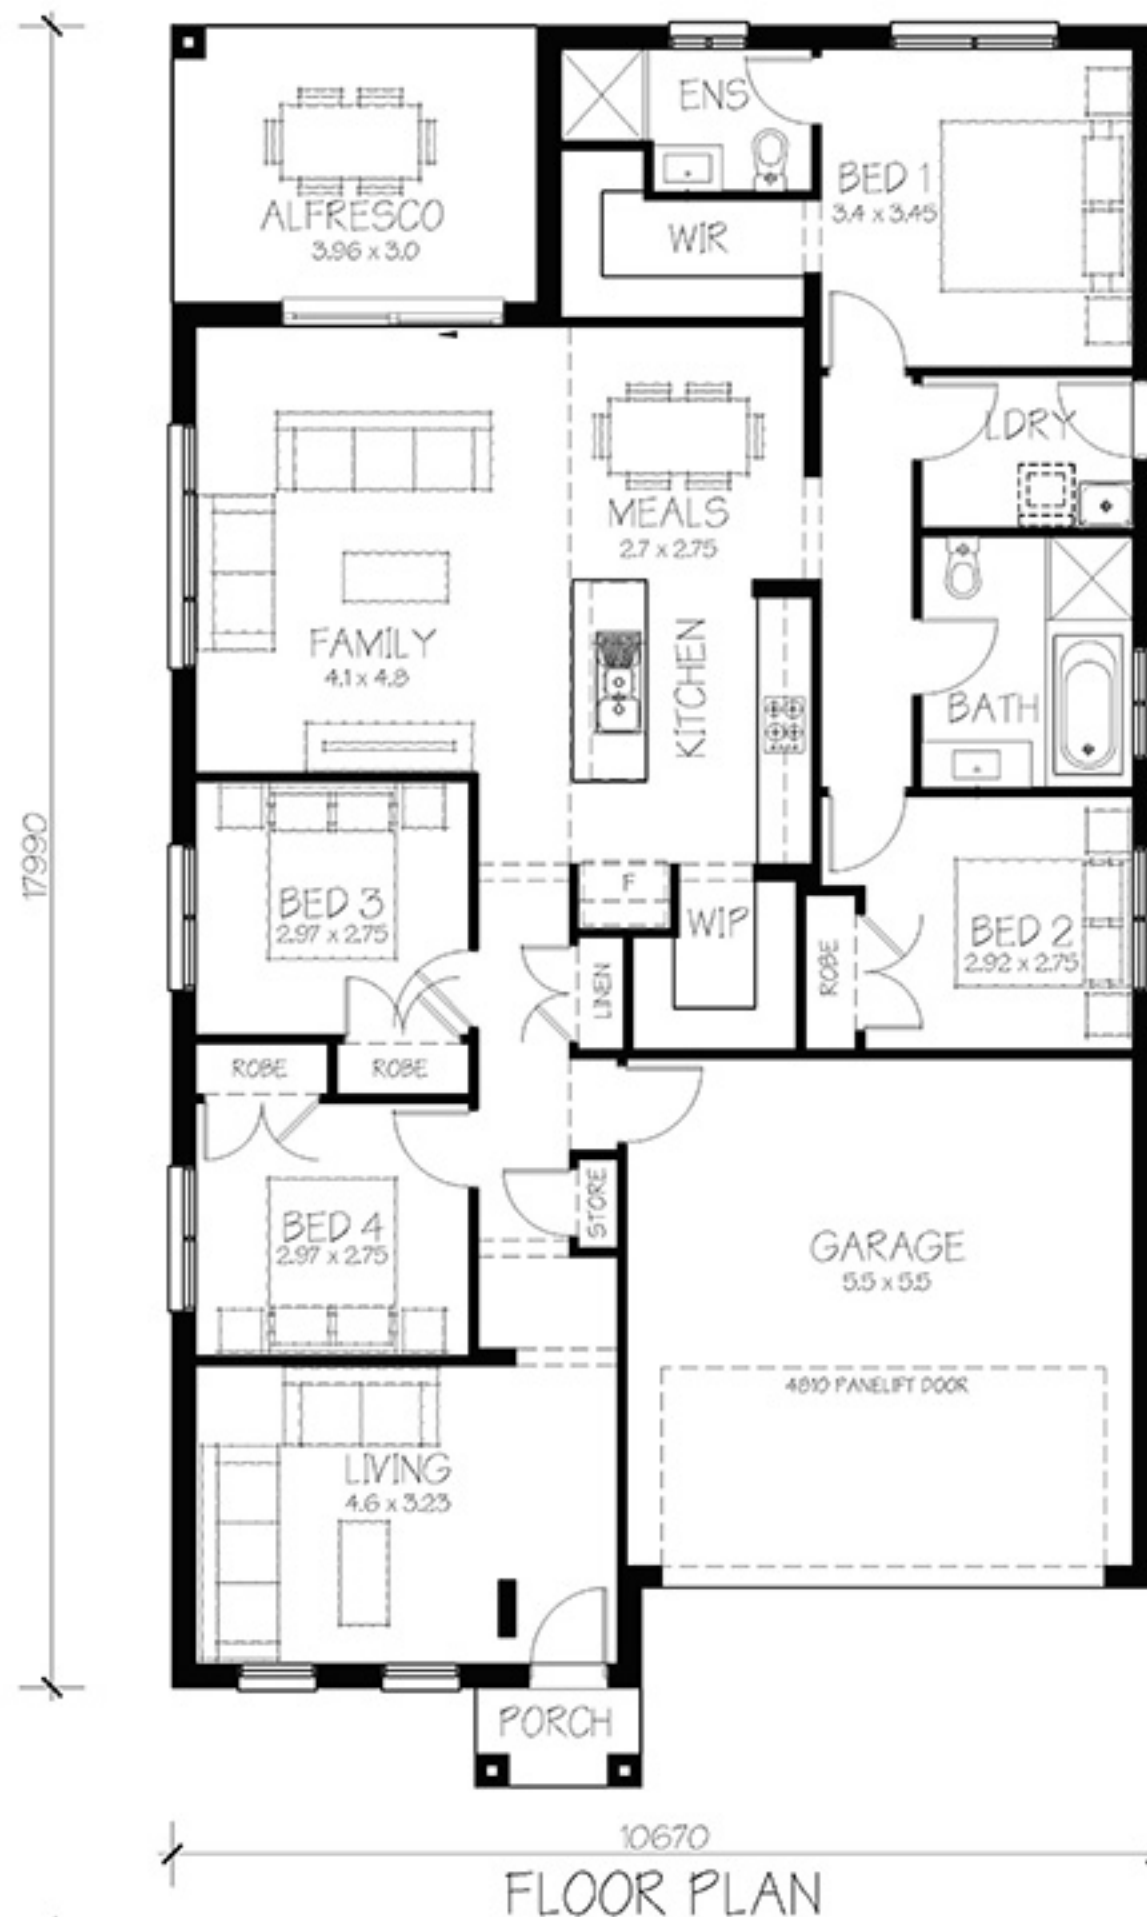 ENS
BED 1
3.4 x 3.45
ALFRESCO
3.96 x 3.0
WIR
LDRY
MEALS
2.7 x 2.75
FAMILY
4.1 x 4.8
KITCHEN
BATH
17990
BED 3
2.97 x 2.75
F
WIP
BED 2
2.92 x 2.75
ROBE
LINEN
ROBE
ROBE
STORE
BED 4
2.97 x 2.75
GARAGE
5.5 x 5.5
4810 PANELIFT DOOR
LIVING
4.6 x 3.23
PORCH
10670
FLOOR PLAN